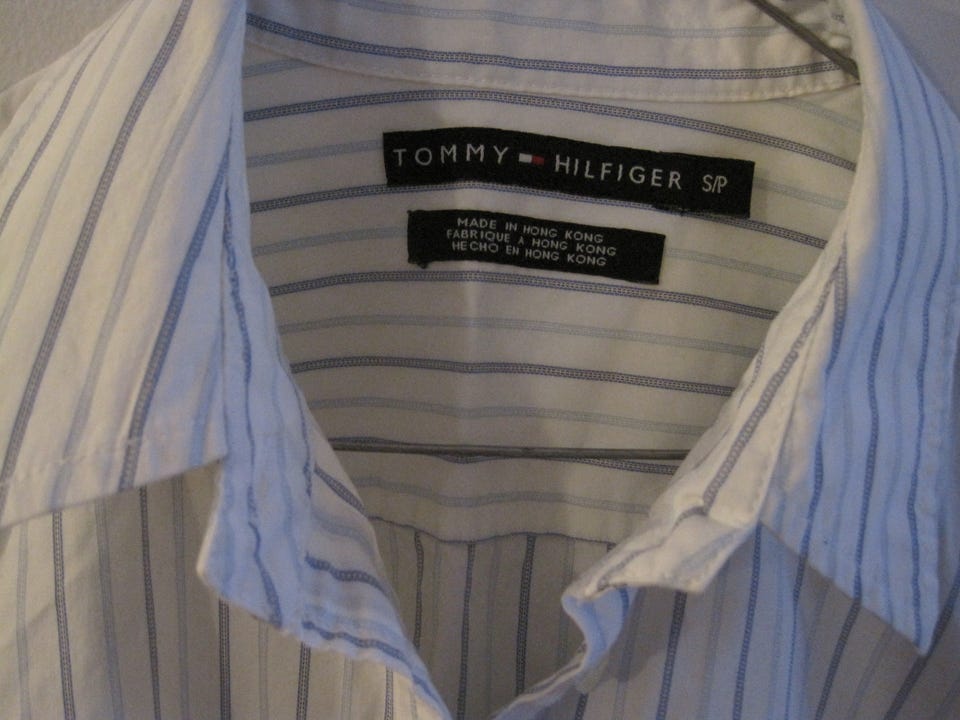 TOMMY HILFIGER S/P
MADE IN HONG KONG
FABRIQUE A HONG KONG
HECHO EN HONG KONG